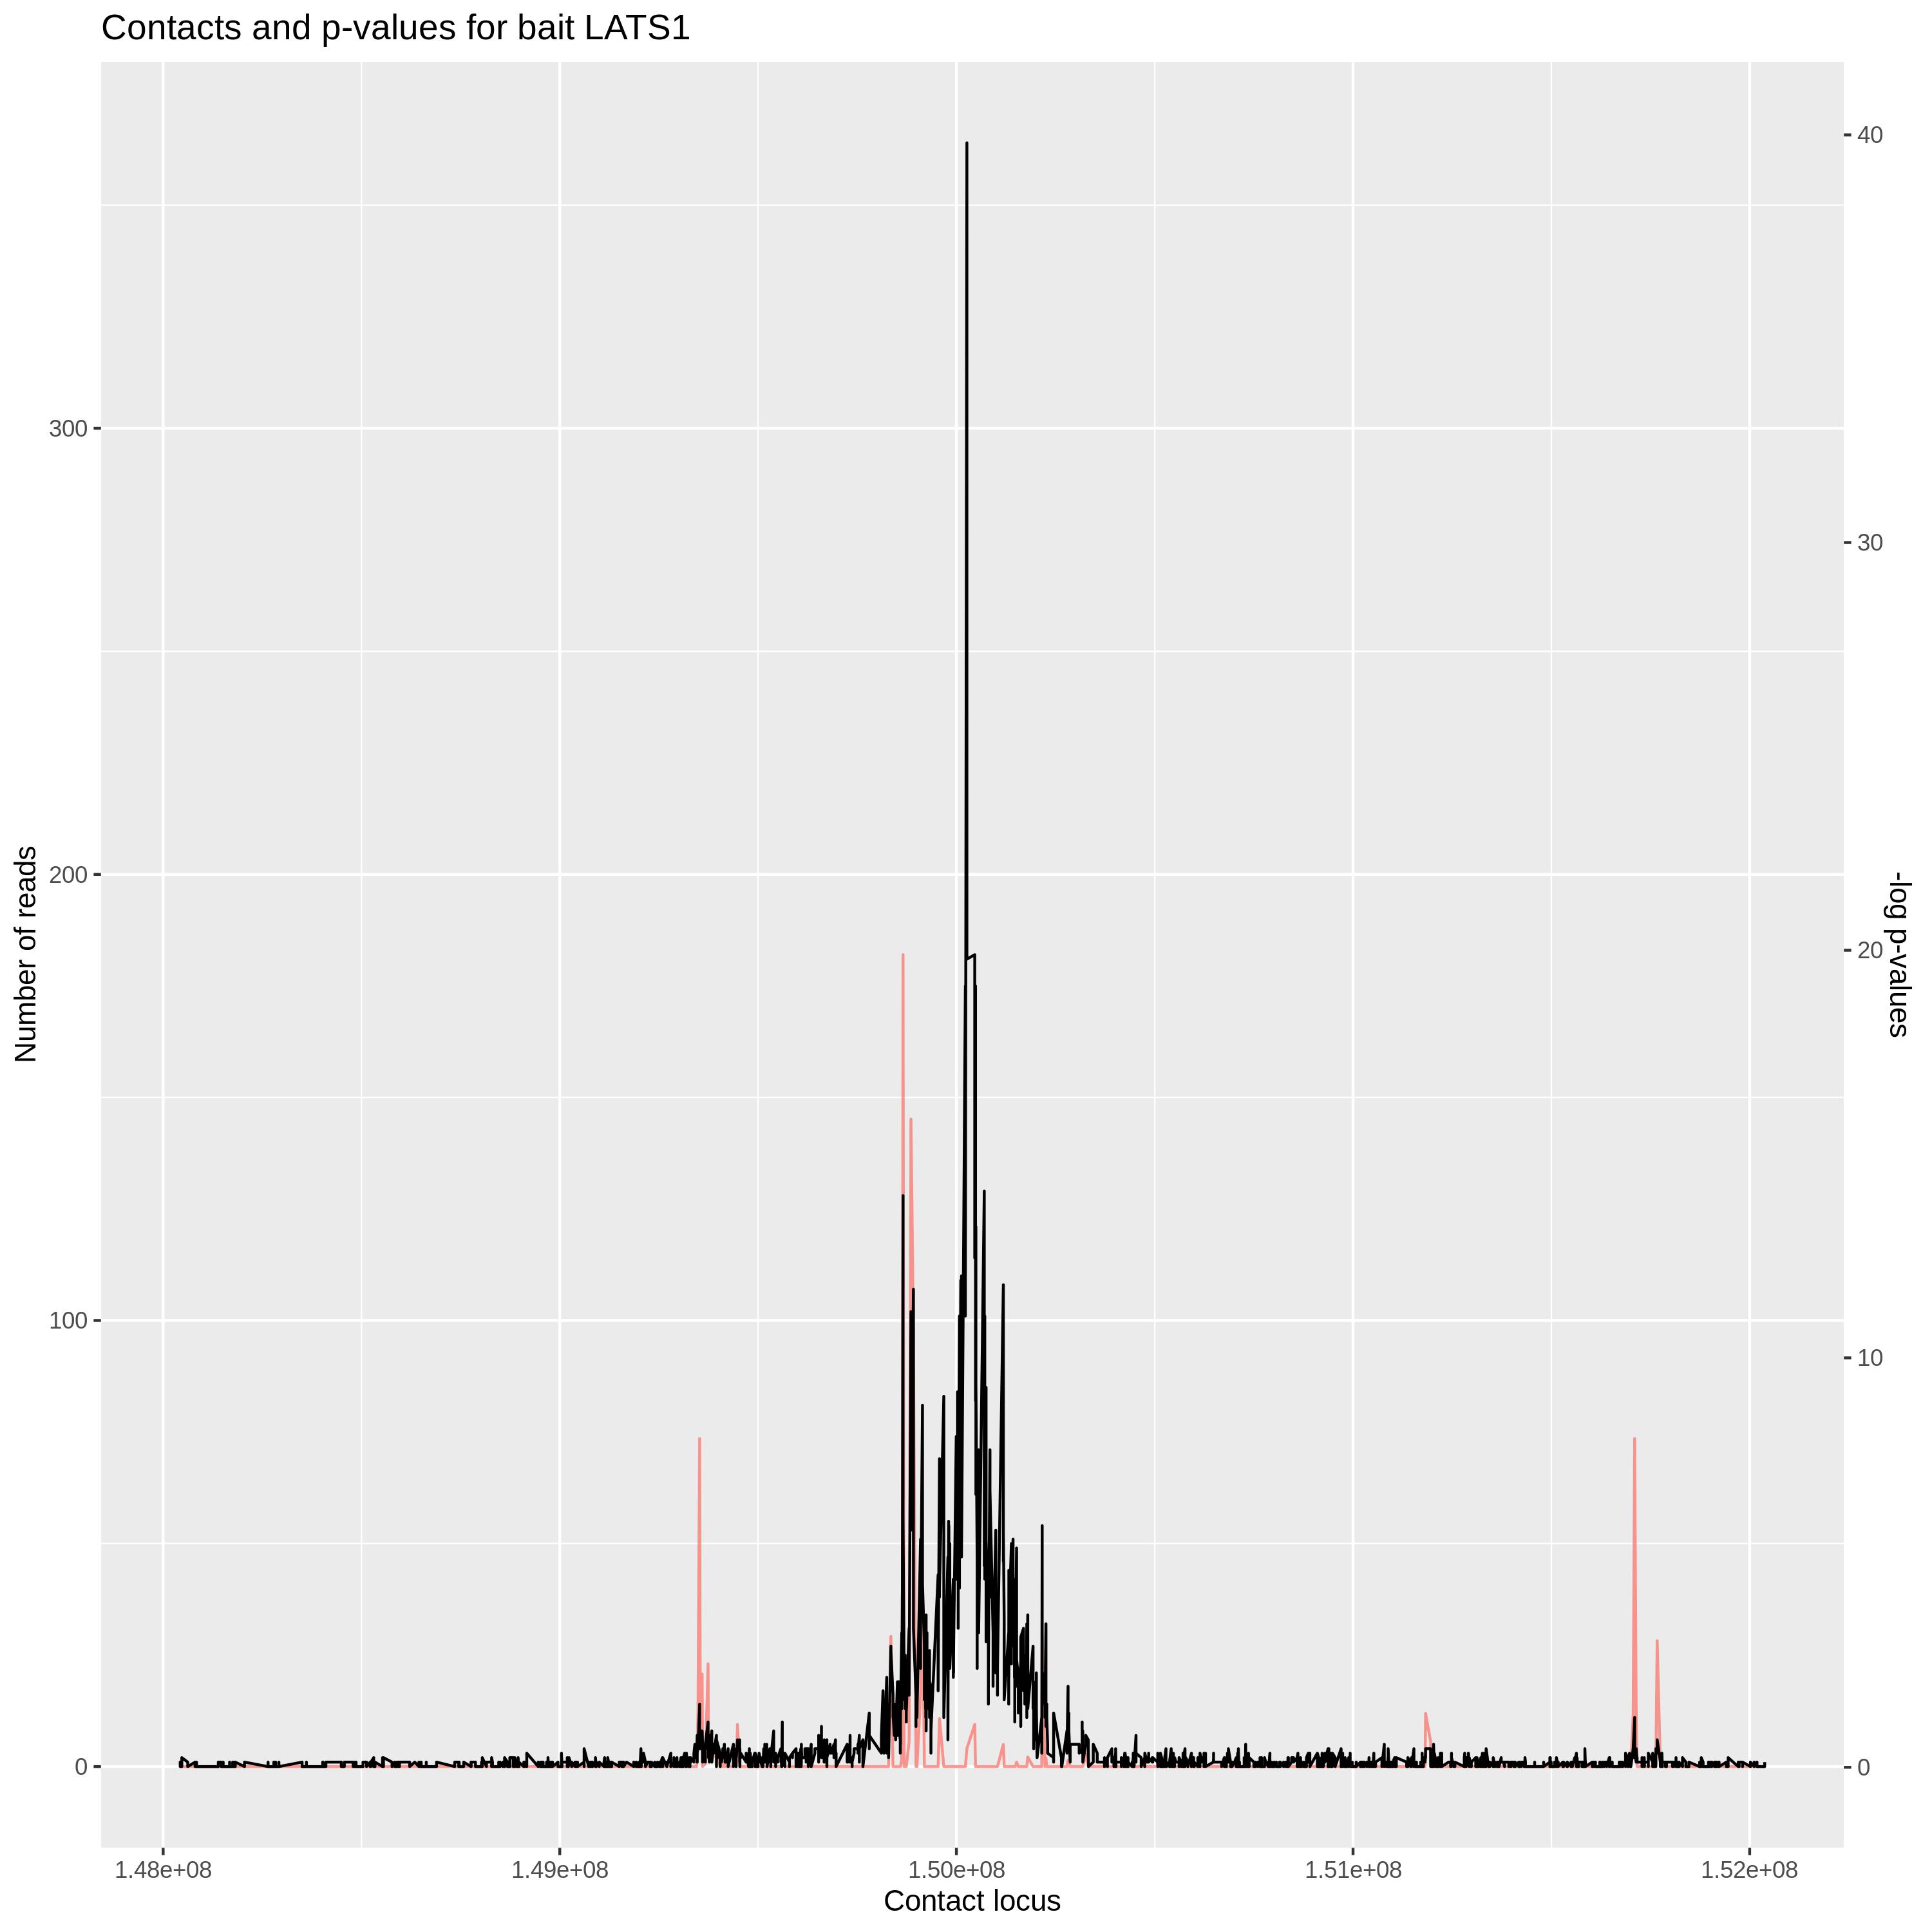 Contacts and p-values for bait LATS1
40
300
30
200
20
100
10
0
0
Number of reads
-log p-values
1.48e+08
1.49e+08
1.50e+08
1.51e+08
1.52e+08
Contact locus